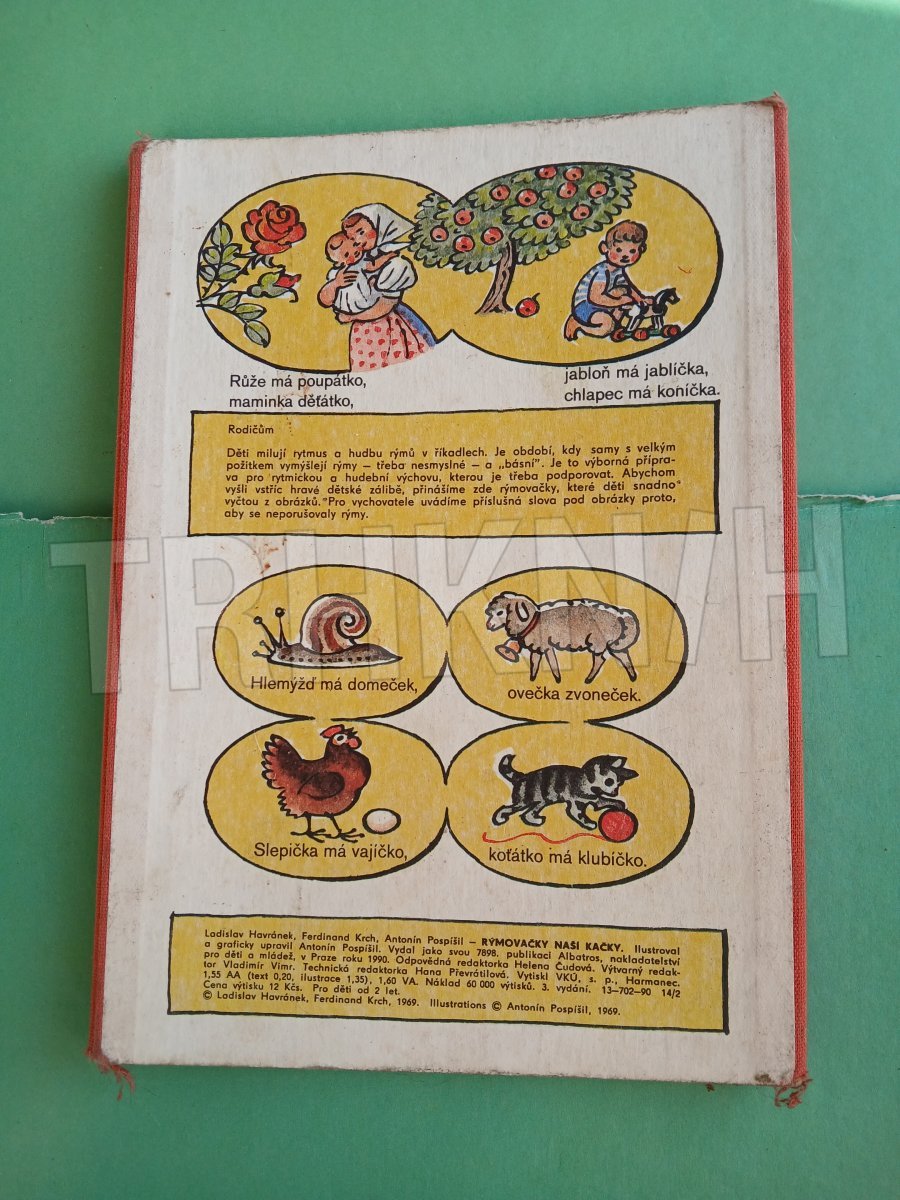 Růže má poupátko,
maminka děťátko,
jabloň má jablíčka,
chlapec má koníčka.
Rodičům
Děti milují rytmus a hudbu rýmů v říkadlech. Je období, kdy samy s velkým
požitkem vymýšlejí rýmy – třeba nesmyslné – a „básní". Je to výborná příprava
va pro rytmickou a hudební výchovu, kterou je třeba podporovat. Abychom
vyšli vstříc hravé dětské zálibě, přinášíme zde rýmovačky, které děti snadno
vyčtou z obrázků. Pro vychovatele uvádíme příslušná slova pod obrázky proto,
aby se neporušovaly rýmy.
TRHKNIH
Hlemýžď má domeček,
ovečka zvoneček.
Slepička má vajíčko,
koťátko má klubíčko.
Ladislav Havránek, Ferdinand Krch, Antonín Pospíšil – RÝMOVAČKY NAŠÍ KAČKY. Ilustroval
a graficky upravil Antonín Pospíšil. Vydal jako svou 7898. publikaci Albatros, nakladatelství
pro děti a mládež, v Praze roku 1990. Odpovědná redaktorka Helena Čudová. Výtvarný redak-
tor Vladimír Vimr. Technická redaktorka Hana Převrátilová. Vytiskl VKÚ, s. p., Harmanec.
1,55 AA (text 0,20, ilustrace 1,35), 1,60 VA. Náklad 60 000 výtisků. 3. vydání. 13–702–90 14/2
Cena výtisku 12 Kčs. Pro děti od 2 let.
© Ladislav Havránek, Ferdinand Krch, 1969. Illustrations © Antonín Pospíšil, 1969.